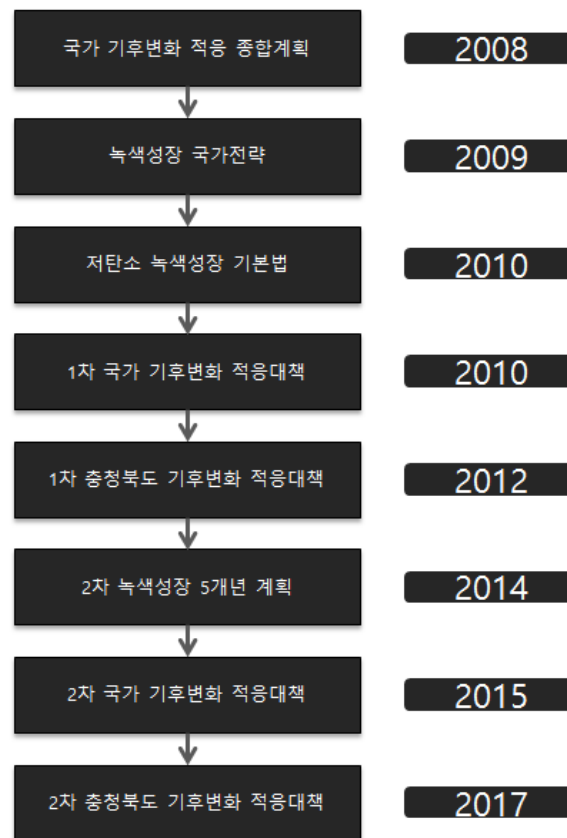 국가 기후변화 적응 종합계획
2008
녹색성장 국가전략
2009
저탄소 녹색성장 기본법
2010
1차 국가 기후변화 적응대책
2010
1차 충청북도 기후변화 적응대책
2012
2차 녹색성장 5개년 계획
2014
2차 국가 기후변화 적응대책
2015
2차 충청북도 기후변화 적응대책
2017